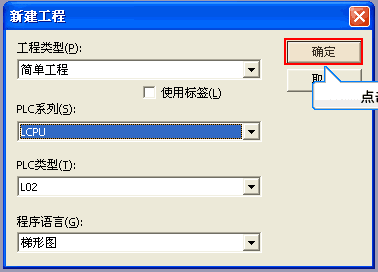 新建工程
工程类型(P):
简单工程
确定
使用标签(L)
取
PLC系列(S):
LCPU
点
PLC类型(T):
L02
程序语言(G):
梯形图